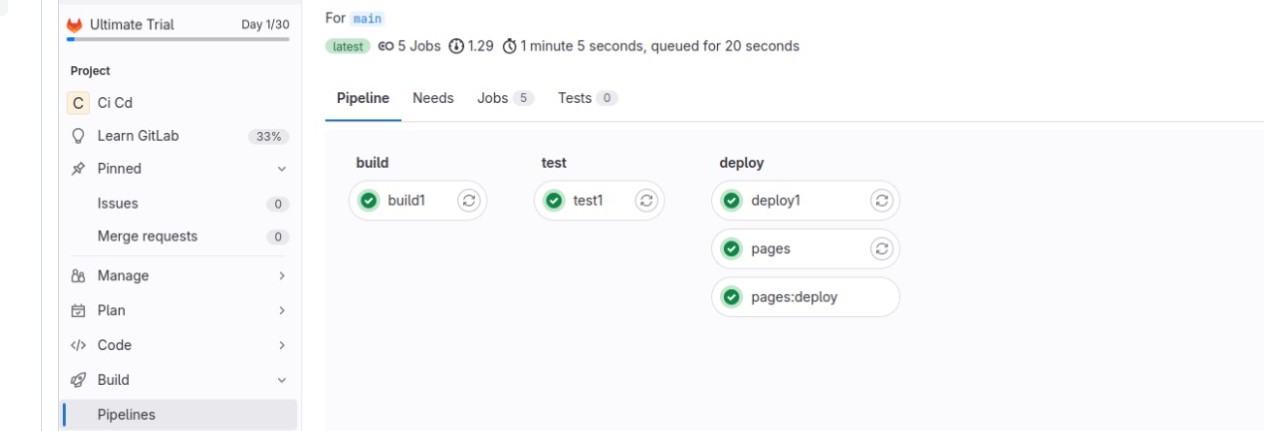 Ultimate Trial Day 1/30
Project
C Ci Cd
Learn GitLab 33%
Pinned
Issues 0
Merge requests 0
Manage
Plan
Code
Build
Pipelines
For main
latest 5 Jobs 1.29 1 minute 5 seconds, queued for 20 seconds
Pipeline Needs Jobs 5 Tests 0
build test deploy
build1 test1 deploy1
pages
pages:deploy